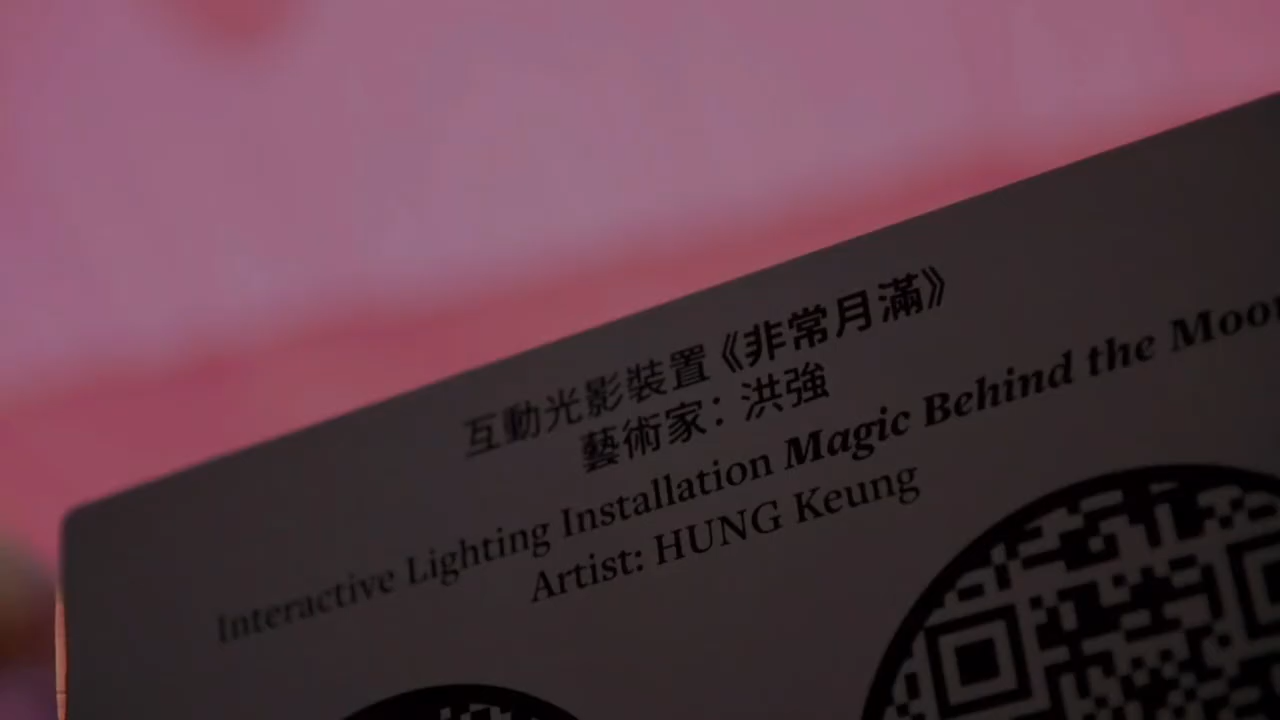 互動光影裝置《非常月滿》
藝術家：洪強
Interactive Lighting Installation Magic Behind the Moon
Artist: HUNG Keung